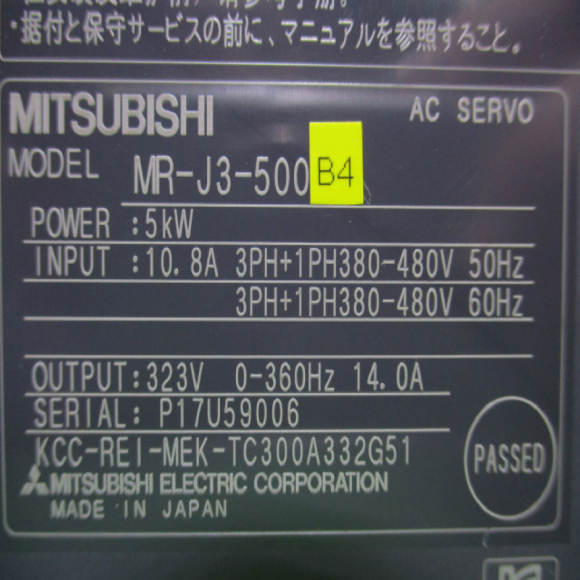 ・据付と保守サービスの前に、マニュアルを参照すること。
MITSUBISHI AC SERVO
MODEL MR-J3-500B4
POWER :5kW
INPUT :10.8A 3PH+1PH380-480V 50Hz
3PH+1PH380-480V 60Hz
OUTPUT:323V 0-360Hz 14.0A
SERIAL: P17U59006
KCC-REI-MEK-TC300A332G51
PASSED
MITSUBISHI ELECTRIC CORPORATION
MADE IN JAPAN